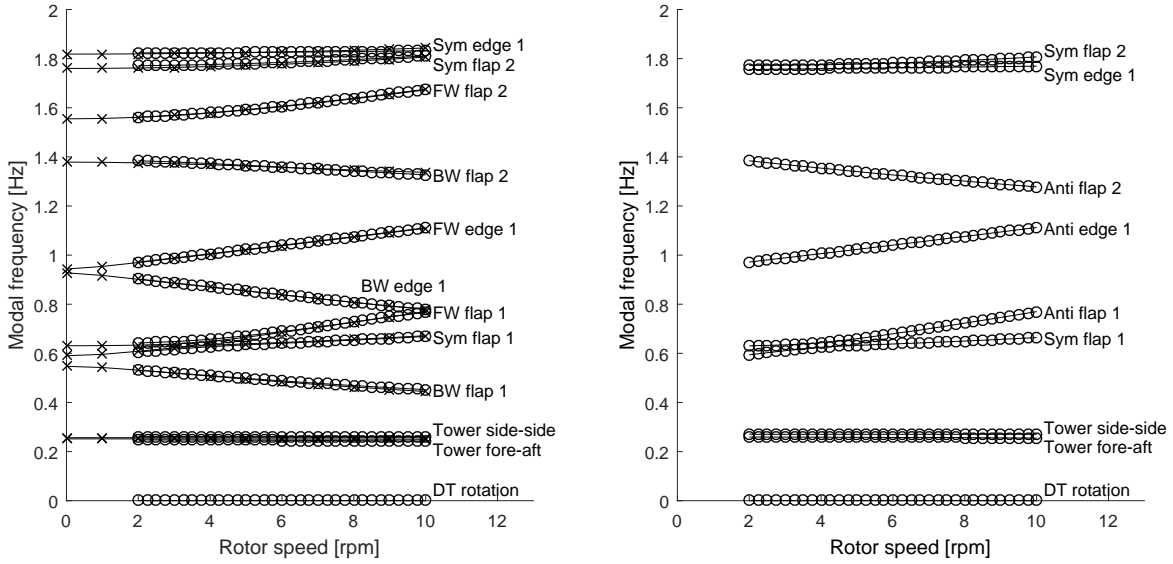 2
1.8
1.6
1.4
1.2
1
0.8
0.6
0.4
0.2
0
Modal frequency [Hz]
Sym edge 1
Sym flap 2
FW flap 2
BW flap 2
FW edge 1
BW edge 1
FW flap 1
Sym flap 1
BW flap 1
Tower side-side
Tower fore-aft
DT rotation
0 2 4 6 8 10 12
Rotor speed [rpm]
2
1.8
1.6
1.4
1.2
1
0.8
0.6
0.4
0.2
0
Modal frequency [Hz]
Sym flap 2
Sym edge 1
Anti flap 2
Anti edge 1
Anti flap 1
Sym flap 1
Tower side-side
Tower fore-aft
DT rotation
0 2 4 6 8 10 12
Rotor speed [rpm]